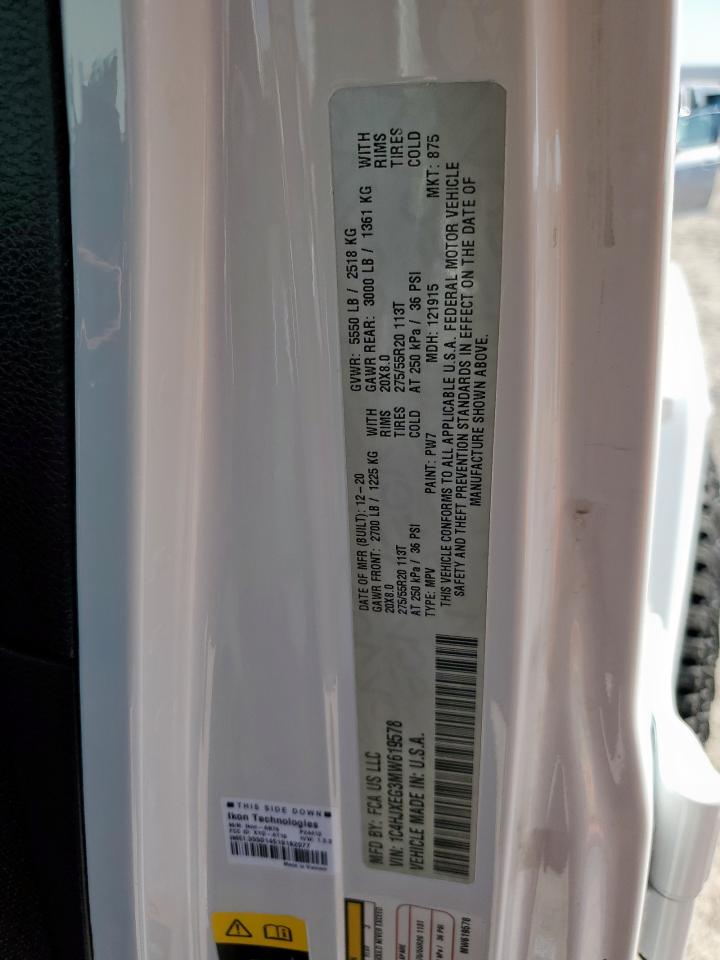 MFD BY: FCA US LLC
VIN: 1C4HJXEG3MW619578
VEHICLE MADE IN: U.S.A.
DATE OF MFR (BUILT): 12-20
GAWR FRONT: 2700 LB / 1225 KG WITH
20X8.0 RIMS
275/55R20 113T TIRES
AT 250 kPa / 36 PSI COLD
GVWR: 5550 LB / 2518 KG
GAWR REAR: 3000 LB / 1361 KG WITH
20X8.0 RIMS
275/55R20 113T TIRES
AT 250 kPa / 36 PSI COLD
TYPE: MPV PAINT: PW7 MDH: 121915 MKT: 875
THIS VEHICLE CONFORMS TO ALL APPLICABLE U.S.A. FEDERAL MOTOR VEHICLE
SAFETY AND THEFT PREVENTION STANDARDS IN EFFECT ON THE DATE OF
MANUFACTURE SHOWN ABOVE.
THIS SIDE DOWN
Ikon Technologies
Made in Vietnam
MW619578